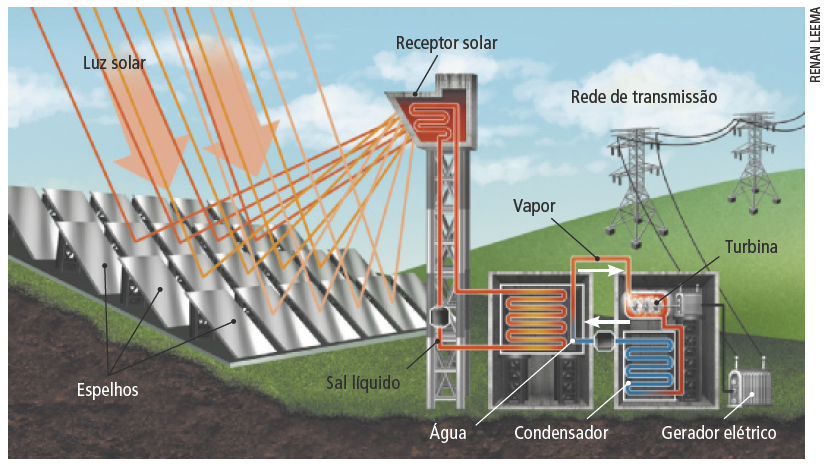 RENAN LEEMA
Receptor solar
Luz solar
Rede de transmissão
Vapor
Turbina
Sal líquido
Espelhos
Água
Condensador
Gerador elétrico